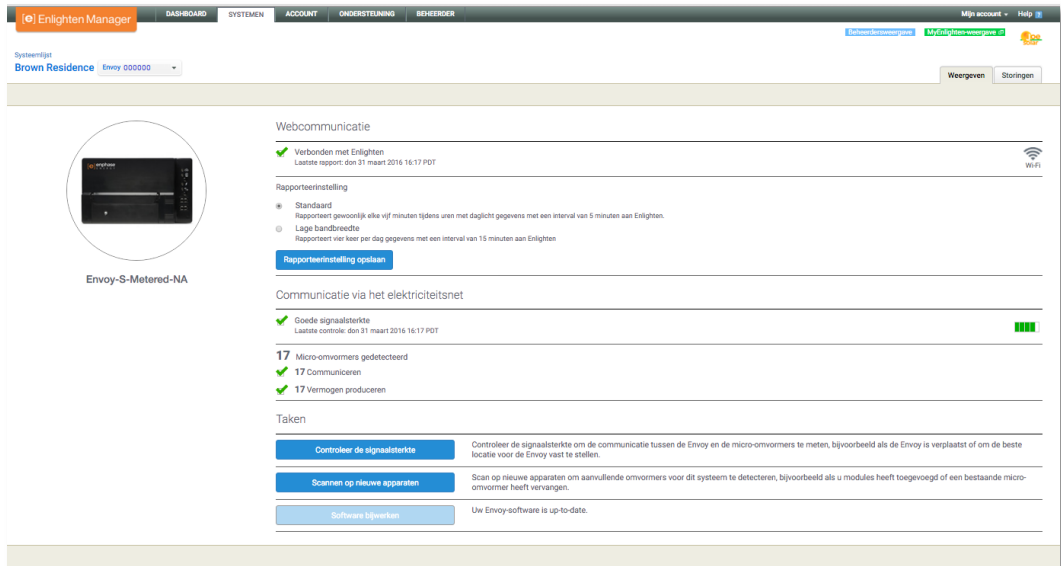 [e] Enlighten Manager
DASHBOARD SYSTEMEN ACCOUNT ONDERSTEUNING BEHEERDER
Mijn account Help
Beheerdersweergave MyEnlighten-weergave
Systeemlijst
Brown Residence Envoy 000000
Weergeven Storingen
[e] enphase
Envoy-S-Metered-NA
Webcommunicatie
Verbonden met Enlighten
Laatste rapport: don 31 maart 2016 16:17 PDT
Wi-Fi
Rapporteerinstelling
Standaard
Rapporteert gewoonlijk elke vijf minuten tijdens uren met daglicht gegevens met een interval van 5 minuten aan Enlighten.
Lage bandbreedte
Rapporteert vier keer per dag gegevens met een interval van 15 minuten aan Enlighten
Rapporteerinstelling opslaan
Communicatie via het elektriciteitsnet
Goede signaalsterkte
Laatste controle: don 31 maart 2016 16:17 PDT
17 Micro-omvormers gedetecteerd
17 Communiceren
17 Vermogen produceren
Taken
Controleer de signaalsterkte
Controleer de signaalsterkte om de communicatie tussen de Envoy en de micro-omvormers te meten, bijvoorbeeld als de Envoy is verplaatst of om de beste
locatie voor de Envoy vast te stellen.
Scannen op nieuwe apparaten
Scan op nieuwe apparaten om aanvullende omvormers voor dit systeem te detecteren, bijvoorbeeld als u modules heeft toegevoegd of een bestaande micro-
omvormer heeft vervangen.
Software bijwerken
Uw Envoy-software is up-to-date.